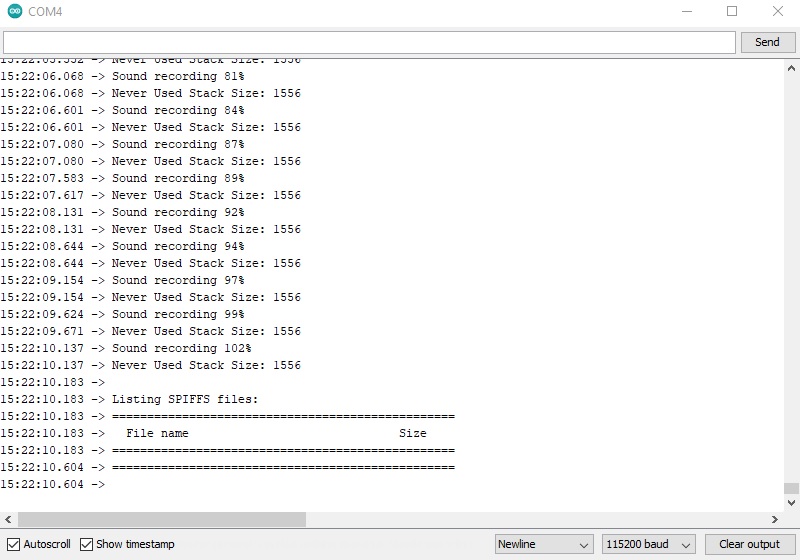 COM4
Send
15:22:05.552 -> Never Used Stack Size: 1556
15:22:06.068 -> Sound recording 81%
15:22:06.068 -> Never Used Stack Size: 1556
15:22:06.601 -> Sound recording 84%
15:22:06.601 -> Never Used Stack Size: 1556
15:22:07.080 -> Sound recording 87%
15:22:07.080 -> Never Used Stack Size: 1556
15:22:07.583 -> Sound recording 89%
15:22:07.617 -> Never Used Stack Size: 1556
15:22:08.131 -> Sound recording 92%
15:22:08.131 -> Never Used Stack Size: 1556
15:22:08.644 -> Sound recording 94%
15:22:08.644 -> Never Used Stack Size: 1556
15:22:09.154 -> Sound recording 97%
15:22:09.154 -> Never Used Stack Size: 1556
15:22:09.624 -> Sound recording 99%
15:22:09.671 -> Never Used Stack Size: 1556
15:22:10.137 -> Sound recording 102%
15:22:10.137 -> Never Used Stack Size: 1556
15:22:10.183 ->
15:22:10.183 -> Listing SPIFFS files:
15:22:10.183 -> =================================================
15:22:10.183 ->   File name                              Size
15:22:10.183 -> =================================================
15:22:10.604 -> =================================================
15:22:10.604 ->
Autoscroll Show timestamp Newline 115200 baud Clear output